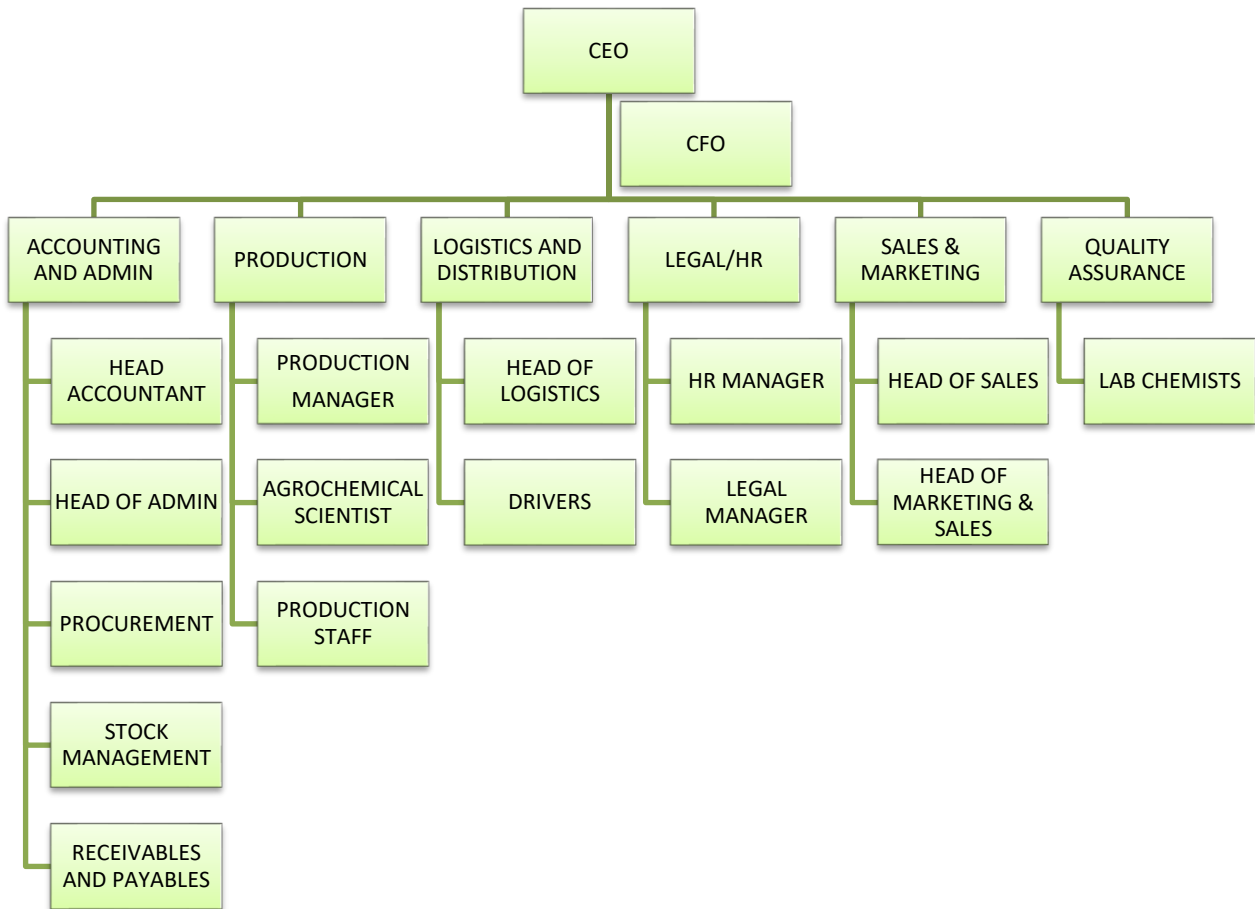 CEO
CFO
ACCOUNTING
AND ADMIN
PRODUCTION
LOGISTICS AND
DISTRIBUTION
LEGAL/HR
SALES &
MARKETING
QUALITY
ASSURANCE
HEAD
ACCOUNTANT
PRODUCTION
MANAGER
HEAD OF
LOGISTICS
HR MANAGER
HEAD OF SALES
LAB CHEMISTS
HEAD OF ADMIN
AGROCHEMICAL
SCIENTIST
DRIVERS
LEGAL
MANAGER
HEAD OF
MARKETING &
SALES
PROCUREMENT
PRODUCTION
STAFF
STOCK
MANAGEMENT
RECEIVABLES
AND PAYABLES